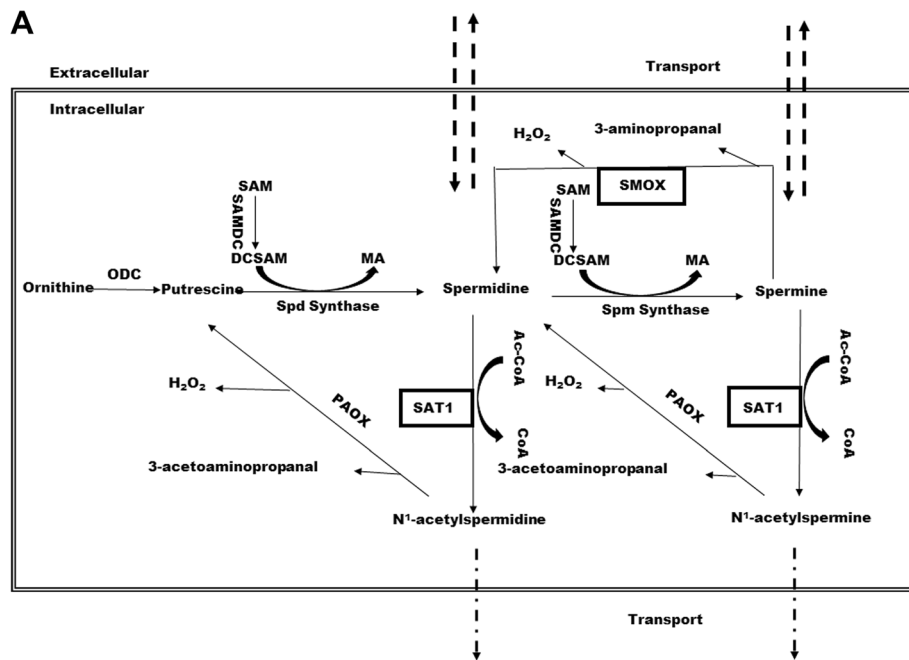 A
Extracellular
Transport
Intracellular
H₂O₂
3-aminopropanal
SMOX
SAM
SAM
SAMDC
SAMDC
DCSAM
MA
DCSAM
MA
ODC
Ornithine
Putrescine
Spermidine
Spermine
Spd Synthase
Spm Synthase
Ac-CoA
Ac-CoA
H₂O₂
PAOX
SAT1
H₂O₂
PAOX
SAT1
CoA
CoA
3-acetoaminopropanal
3-acetoaminopropanal
N¹-acetylspermidine
N¹-acetylspermine
Transport